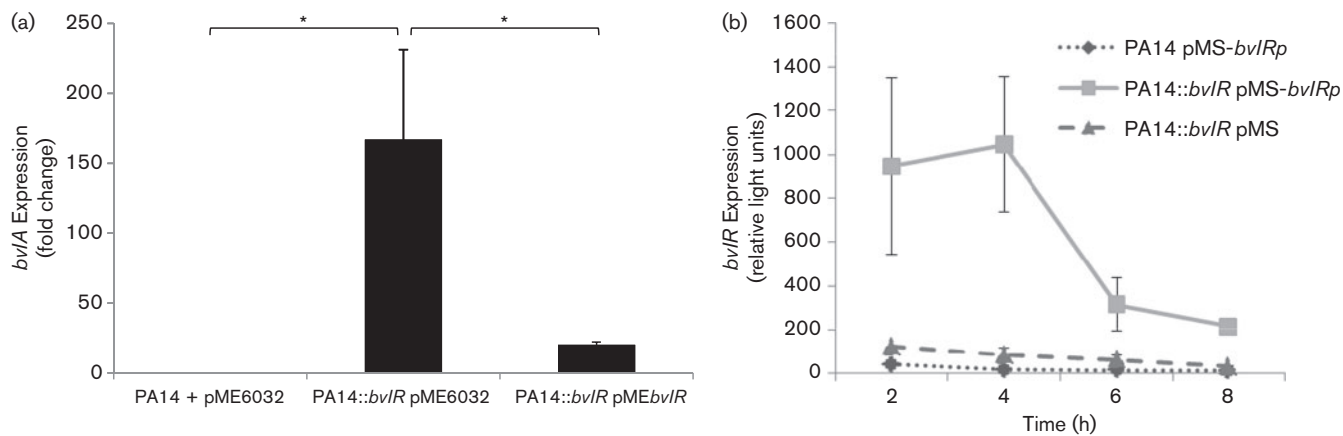 (a)
* *
250
200
150
100
50
0
bvlA Expression
(fold change)
PA14 + pME6032 PA14::bvlR pME6032 PA14::bvlR pMEbvlR
(b)
1600
1400
1200
1000
800
600
400
200
0
bvlR Expression
(relative light units)
PA14 pMS-bvlRp
PA14::bvlR pMS-bvlRp
PA14::bvlR pMS
2 4 6 8
Time (h)